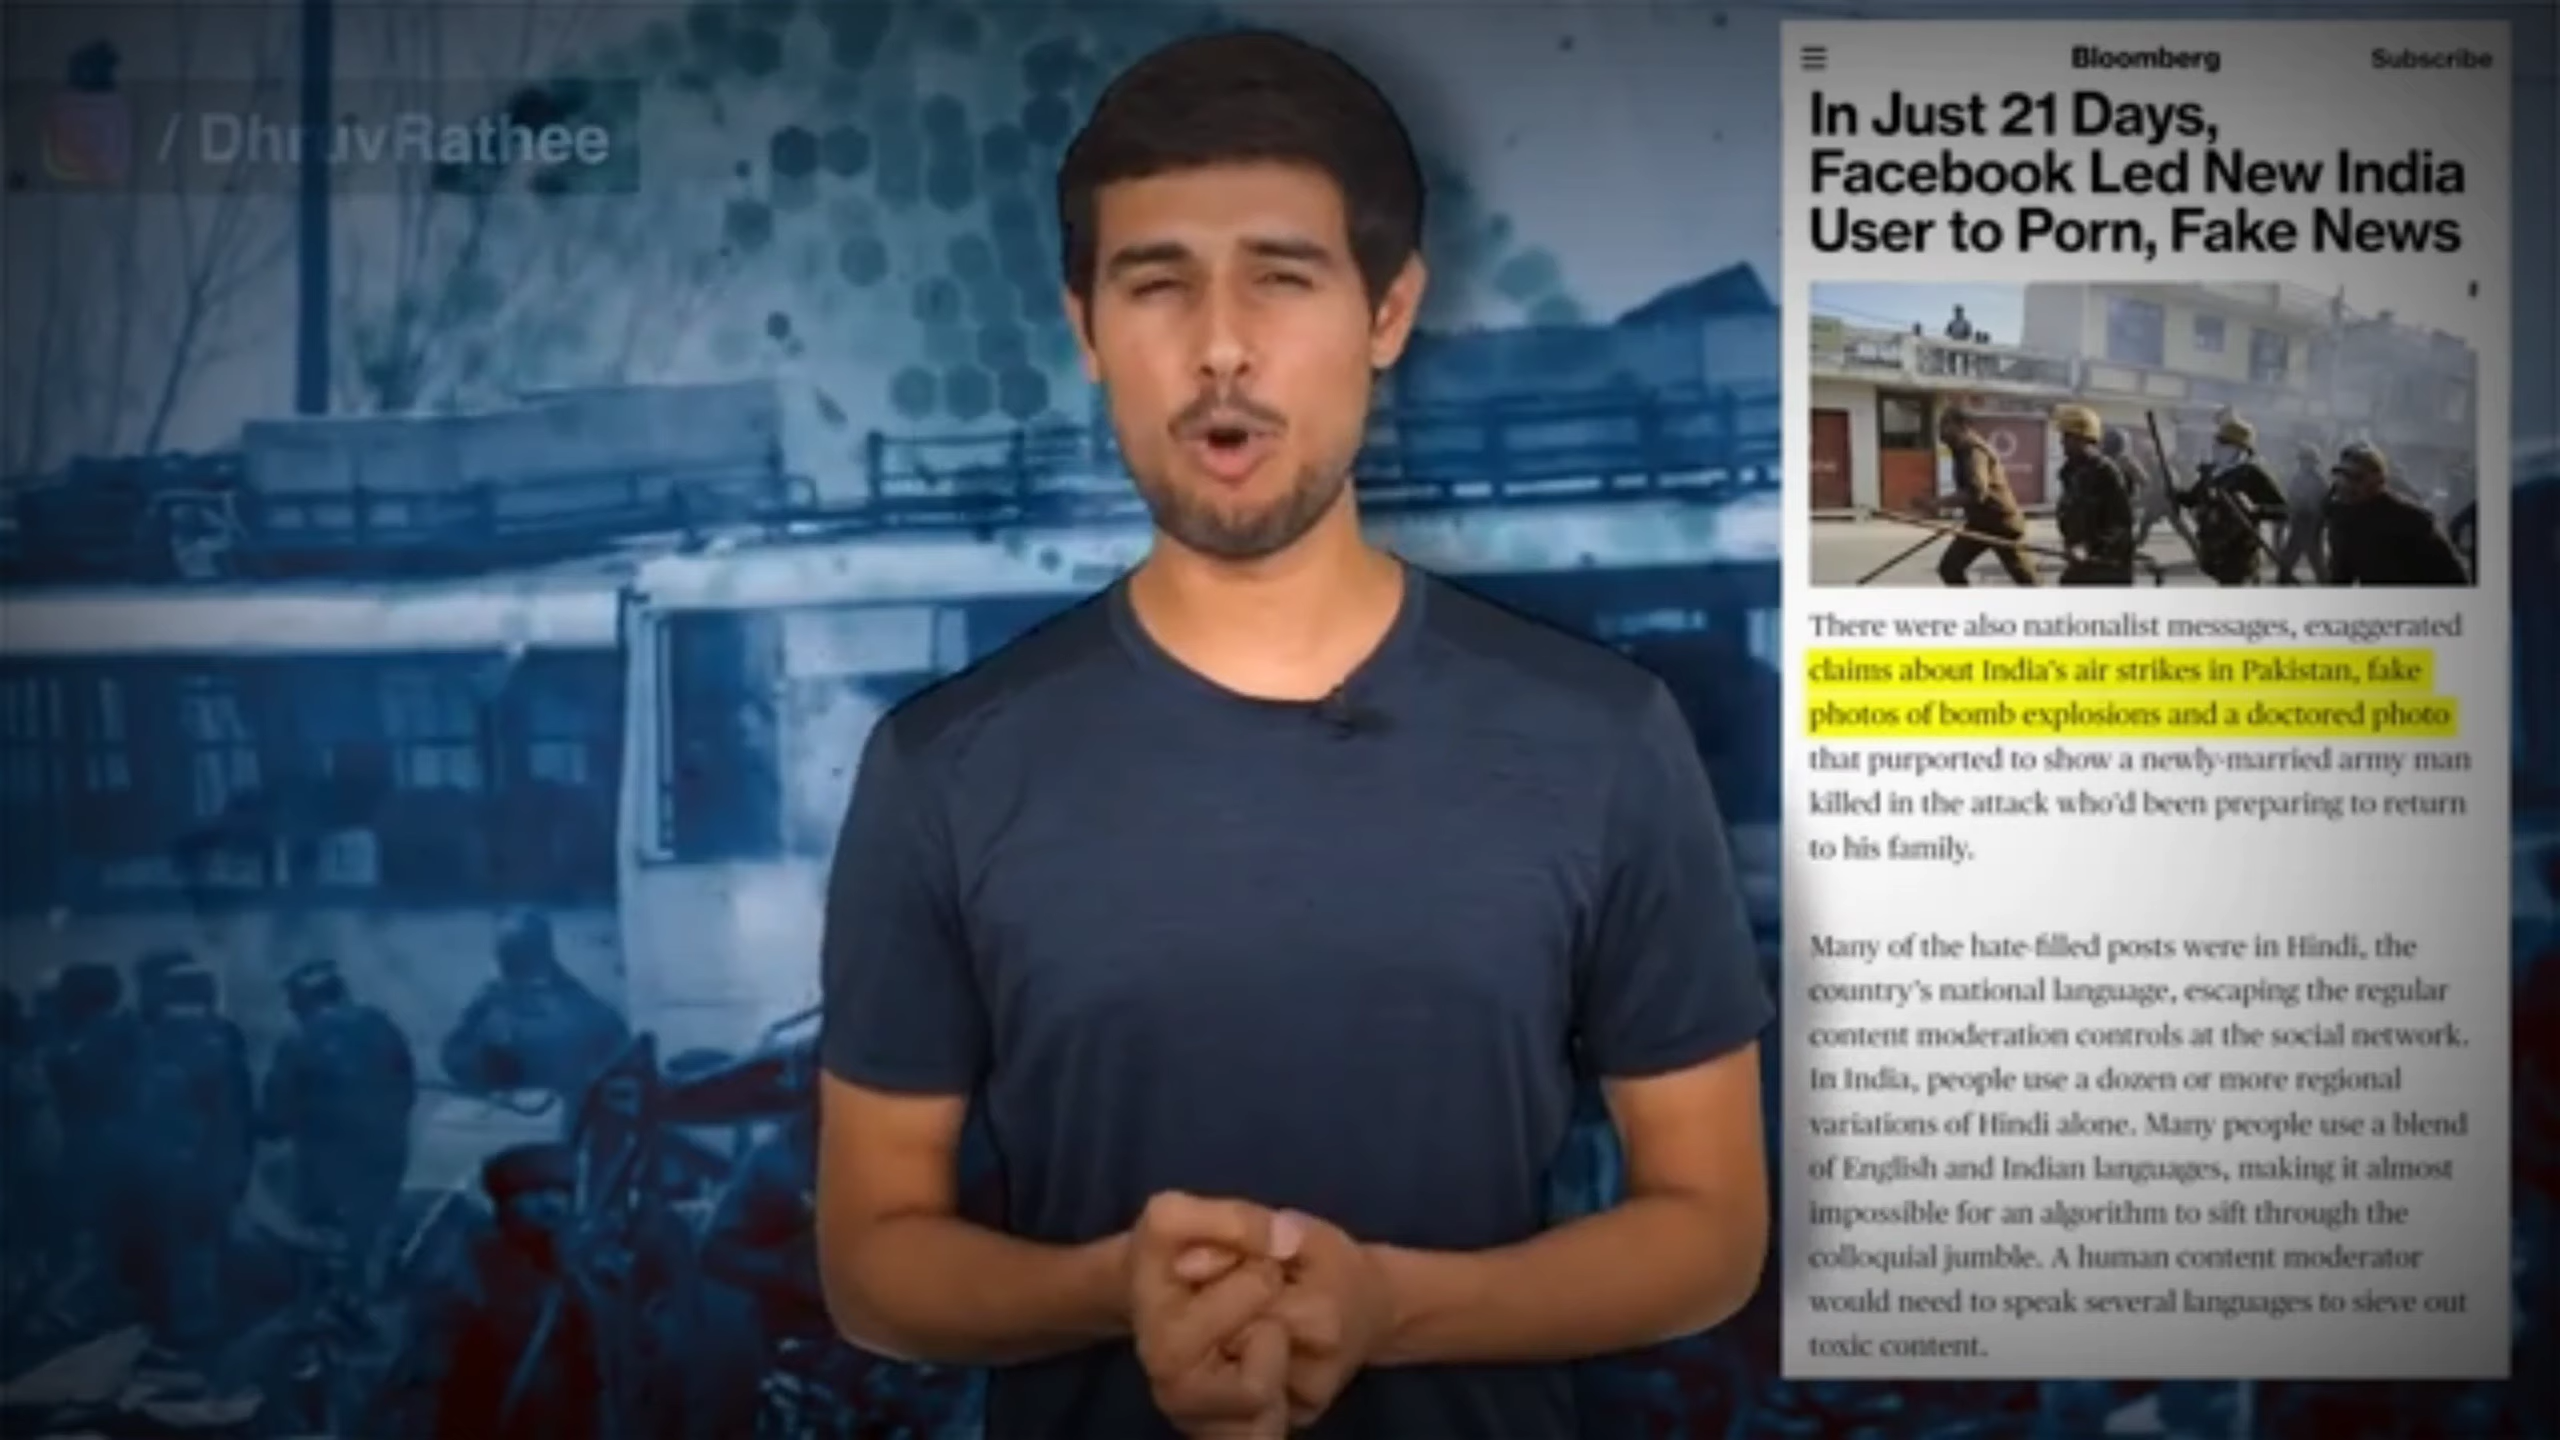 / DhruvRathee
Bloomberg
Subscribe
In Just 21 Days,
Facebook Led New India
User to Porn, Fake News
There were also nationalist messages, exaggerated
claims about India's air strikes in Pakistan, fake
photos of bomb explosions and a doctored photo
that purported to show a newly-married army man
killed in the attack who'd been preparing to return
to his family.
Many of the hate-filled posts were in Hindi, the
country's national language, escaping the regular
content moderation controls at the social network.
In India, people use a dozen or more regional
variations of Hindi alone. Many people use a blend
of English and Indian languages, making it almost
impossible for an algorithm to sift through the
colloquial jumble. A human content moderator
would need to speak several languages to sieve out
toxic content.